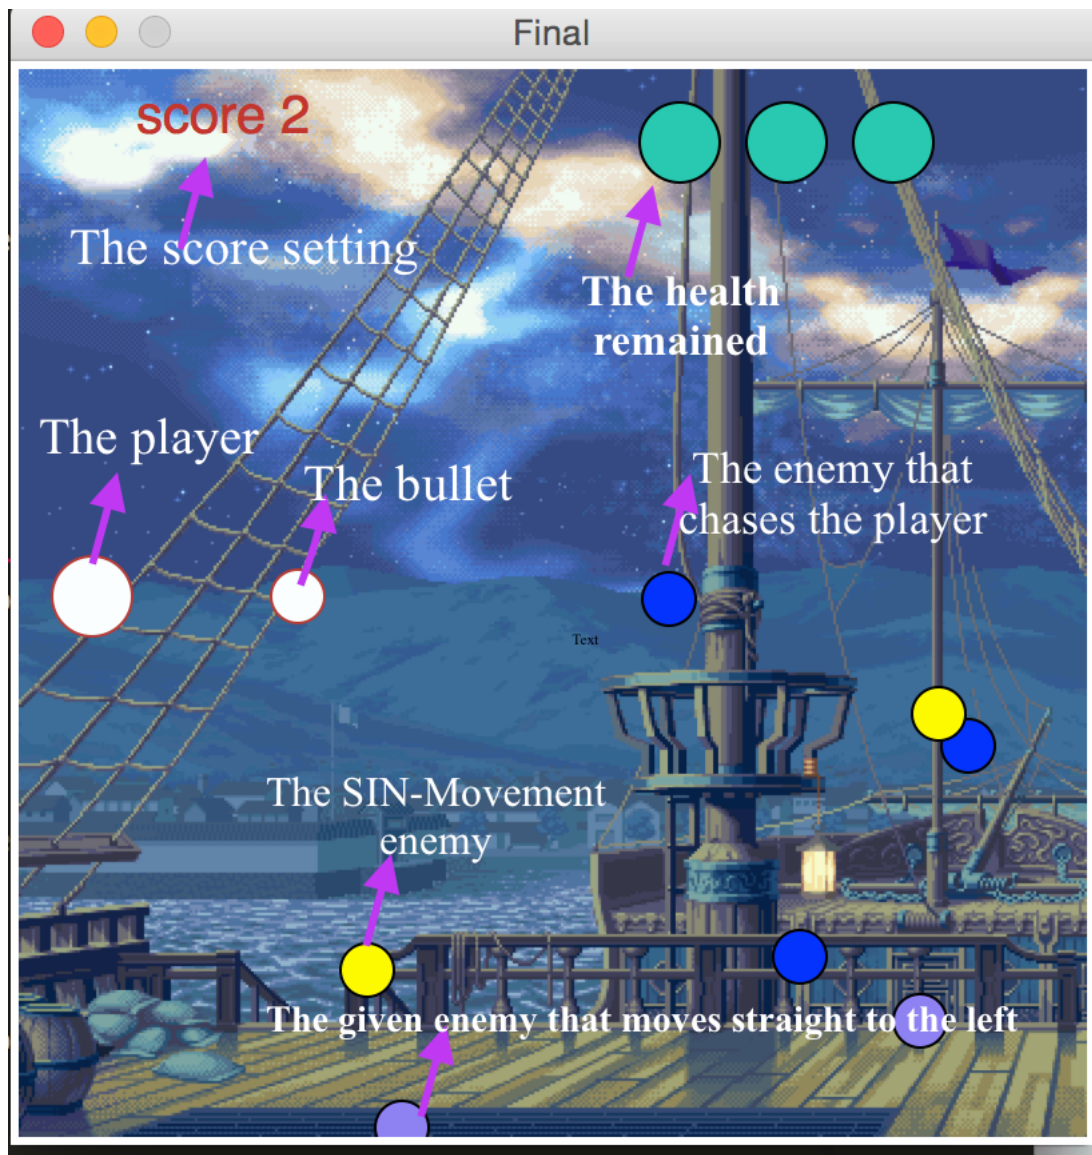 Final
score 2
The score setting
The health
remained
The player
The bullet
The enemy that
chases the player
Text
The SIN-Movement
enemy
The given enemy that moves straight to the left